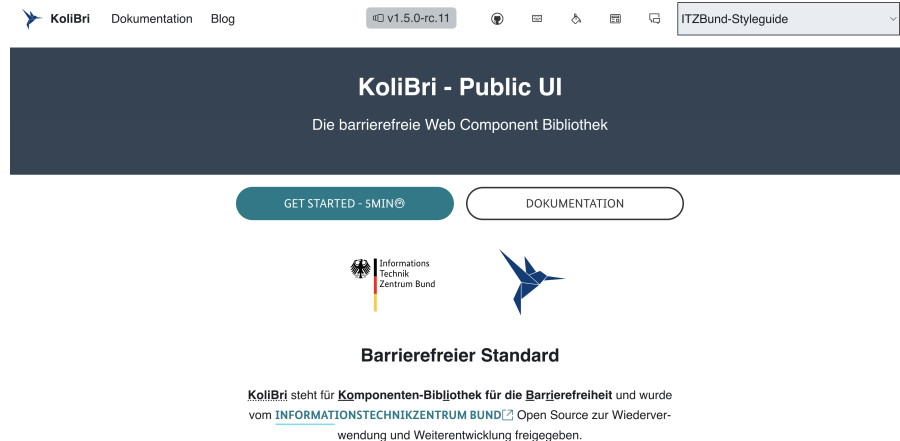 KoliBri Dokumentation Blog v1.5.0-rc.11 ITZBund-Styleguide
KoliBri - Public UI
Die barrierefreie Web Component Bibliothek
GET STARTED - 5MIN DOKUMENTATION
Informations
Technik
Zentrum Bund
Barrierefreier Standard
KoliBri steht für Komponenten-Bibliothek für die Barrierefreiheit und wurde
vom INFORMATIONSTECHNIKZENTRUM BUND Open Source zur Wiederver-
wendung und Weiterentwicklung freigegeben.